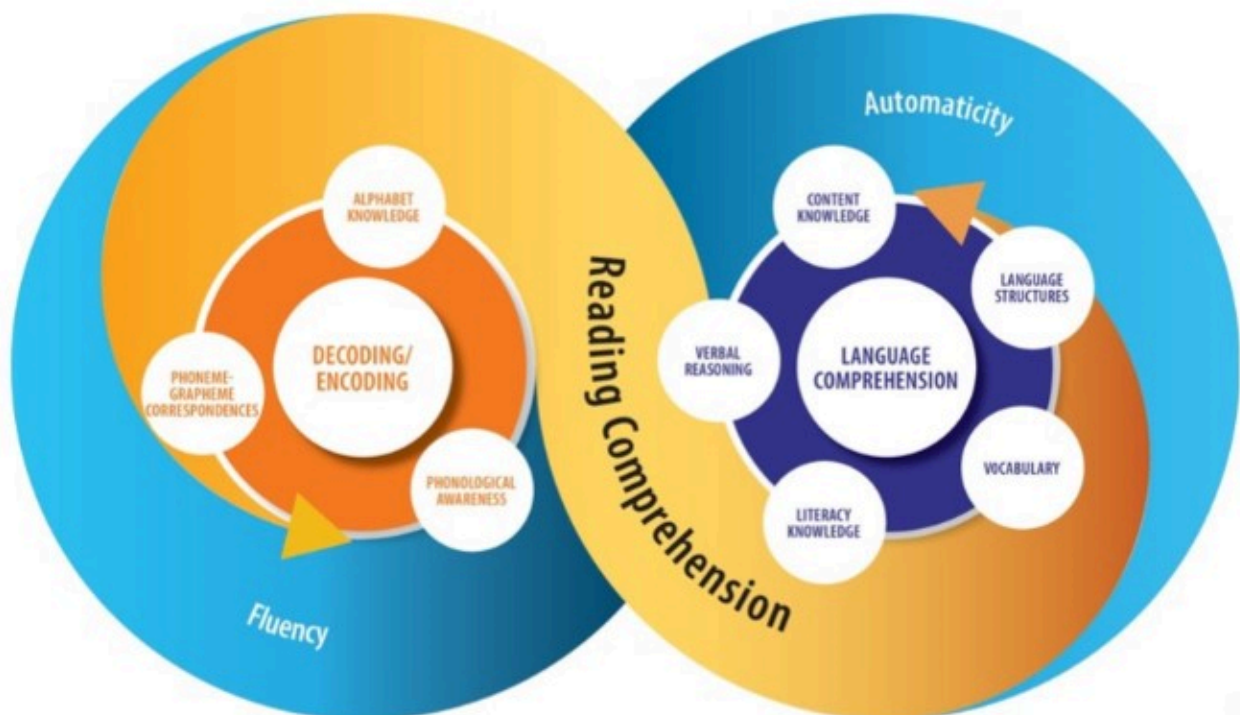 ALPHABET
KNOWLEDGE
DECODING/
ENCODING
PHONEME-
GRAPHEME
CORRESPONDENCES
PHONOLOGICAL
AWARENESS
Fluency
Reading Comprehension
Automaticity
CONTENT
KNOWLEDGE
LANGUAGE
STRUCTURES
VERBAL
REASONING
LANGUAGE
COMPREHENSION
VOCABULARY
LITERACY
KNOWLEDGE